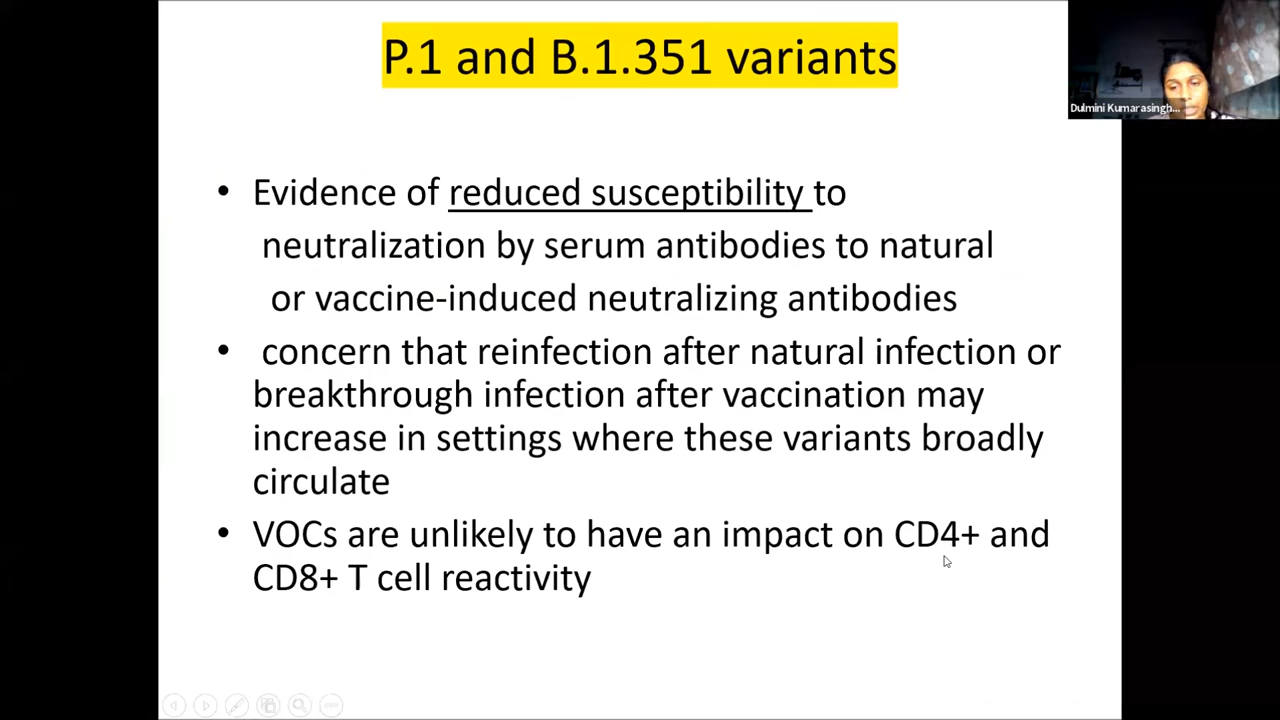 P.1 and B.1.351 variants
Dulmini Kumarasingh...
• Evidence of reduced susceptibility to
neutralization by serum antibodies to natural
or vaccine-induced neutralizing antibodies
• concern that reinfection after natural infection or
breakthrough infection after vaccination may
increase in settings where these variants broadly
circulate
• VOCs are unlikely to have an impact on CD4+ and
CD8+ T cell reactivity